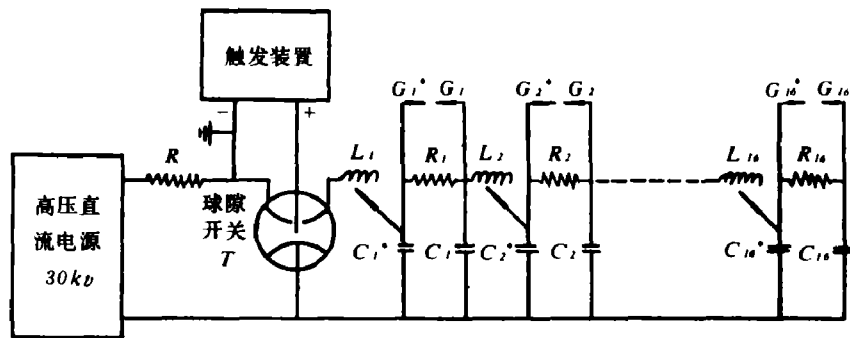 触发装置
－
+
R
高压直
流电源
30kv
球隙
开关
T
L₁
G₁* G₁
R₁
C₁* C₁
L₂
G₂* G₂
R₂
C₂* C₂
L₁₆
G₁₆* G₁₆
R₁₆
C₁₆* C₁₆